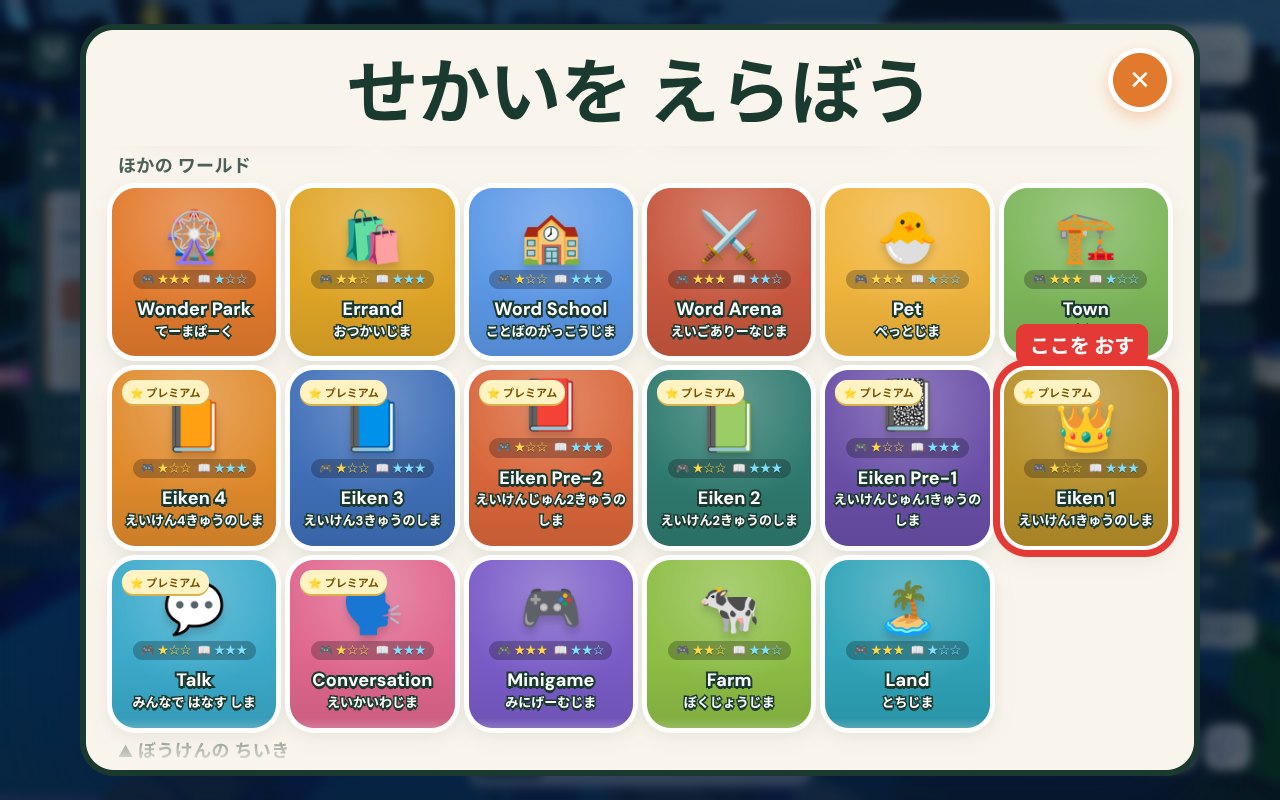 せかいを えらぼう
×
ほかの ワールド
🎮 ★★★ 📖 ★☆☆
Wonder Park
てーまぱーく
🎮 ★★☆ 📖 ★★★
Errand
おつかいじま
🎮 ★☆☆ 📖 ★★★
Word School
ことばのがっこうじま
🎮 ★★★ 📖 ★★☆
Word Arena
えいごありーなじま
🎮 ★★★ 📖 ★☆☆
Pet
ぺっとじま
🎮 ★★★ 📖 ★☆☆
Town
ここを おす
⭐ プレミアム
🎮 ★☆☆ 📖 ★★★
Eiken 4
えいけん4きゅうのしま
⭐ プレミアム
🎮 ★☆☆ 📖 ★★★
Eiken 3
えいけん3きゅうのしま
⭐ プレミアム
🎮 ★☆☆ 📖 ★★★
Eiken Pre-2
えいけんじゅん2きゅうの
しま
⭐ プレミアム
🎮 ★☆☆ 📖 ★★★
Eiken 2
えいけん2きゅうのしま
⭐ プレミアム
🎮 ★☆☆ 📖 ★★★
Eiken Pre-1
えいけんじゅん1きゅうの
しま
⭐ プレミアム
🎮 ★☆☆ 📖 ★★★
Eiken 1
えいけん1きゅうのしま
⭐ プレミアム
🎮 ★☆☆ 📖 ★★★
Talk
みんなで はなす しま
⭐ プレミアム
🎮 ★☆☆ 📖 ★★★
Conversation
えいかいわじま
🎮 ★★★ 📖 ★★☆
Minigame
みにげーむじま
🎮 ★★☆ 📖 ★★☆
Farm
ぼくじょうじま
🎮 ★★★ 📖 ★☆☆
Land
とちじま
▲ ぼうけんの ちいき